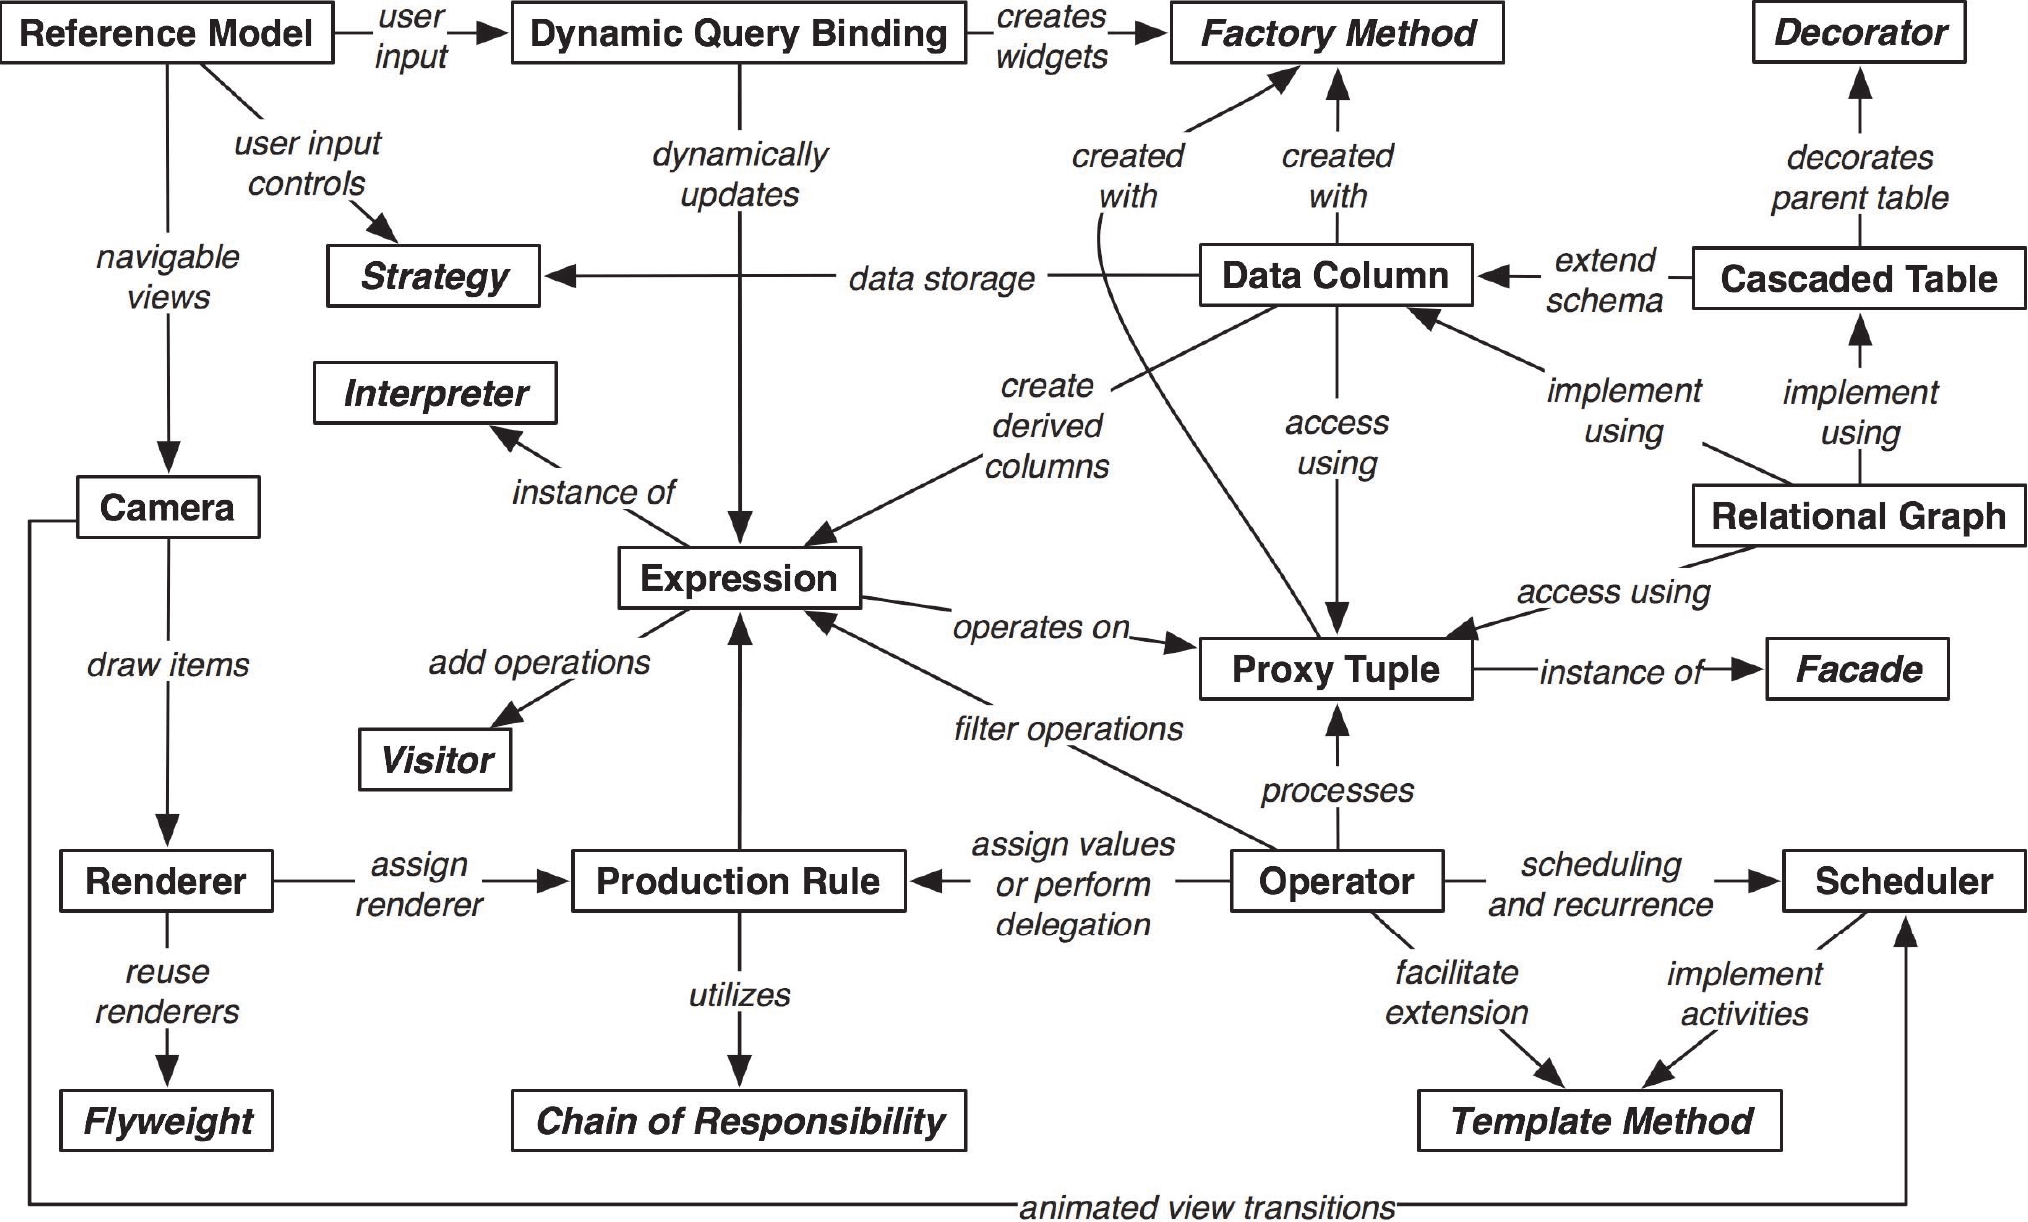 Reference Model
user
input
Dynamic Query Binding
creates
widgets
Factory Method
Decorator
user input
controls
dynamically
updates
created
with
created
with
decorates
parent table
navigable
views
Strategy
data storage
Data Column
extend
schema
Cascaded Table
Interpreter
create
derived
columns
access
using
implement
using
implement
using
instance of
Camera
Relational Graph
Expression
operates on
access using
add operations
draw items
Proxy Tuple
instance of
Facade
Visitor
filter operations
processes
Renderer
assign
renderer
Production Rule
assign values
or perform
delegation
Operator
scheduling
and recurrence
Scheduler
reuse
renderers
utilizes
facilitate
extension
implement
activities
Flyweight
Chain of Responsibility
Template Method
animated view transitions